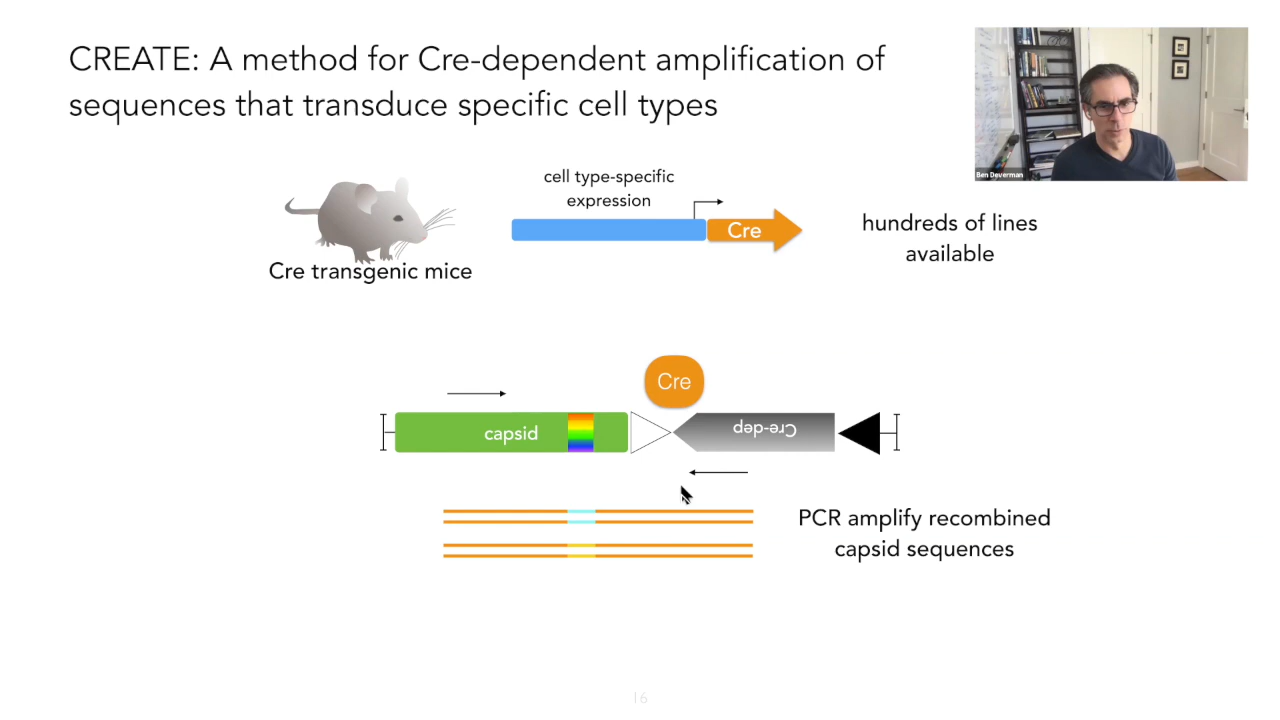 CREATE: A method for Cre-dependent amplification of
sequences that transduce specific cell types
Ben Deverman
cell type-specific
expression
Cre
hundreds of lines
available
Cre transgenic mice
Cre
capsid
Cre-dep
PCR amplify recombined
capsid sequences
16